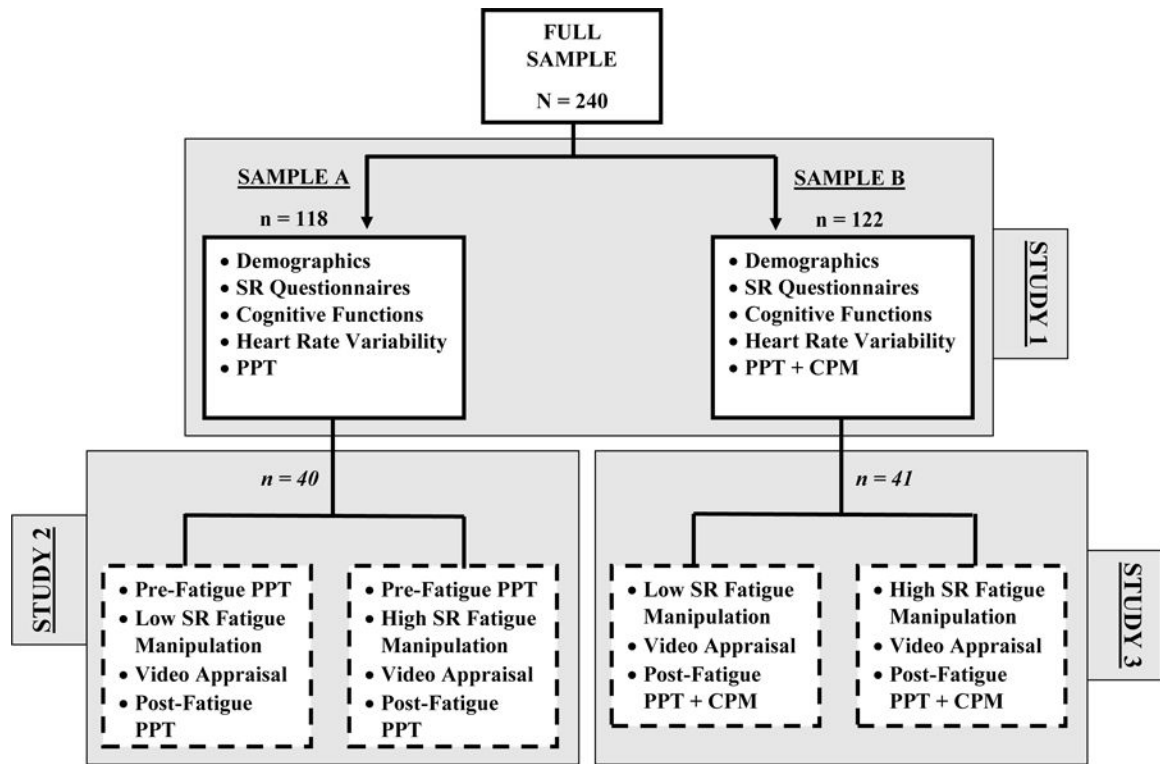 FULL
SAMPLE
N = 240
SAMPLE A
n = 118
SAMPLE B
n = 122
• Demographics
• SR Questionnaires
• Cognitive Functions
• Heart Rate Variability
• PPT
• Demographics
• SR Questionnaires
• Cognitive Functions
• Heart Rate Variability
• PPT + CPM
STUDY 1
n = 40
n = 41
STUDY 2
• Pre-Fatigue PPT
• Low SR Fatigue
Manipulation
• Video Appraisal
• Post-Fatigue
PPT
• Pre-Fatigue PPT
• High SR Fatigue
Manipulation
• Video Appraisal
• Post-Fatigue
PPT
• Low SR Fatigue
Manipulation
• Video Appraisal
• Post-Fatigue
PPT + CPM
• High SR Fatigue
Manipulation
• Video Appraisal
• Post-Fatigue
PPT + CPM
STUDY 3